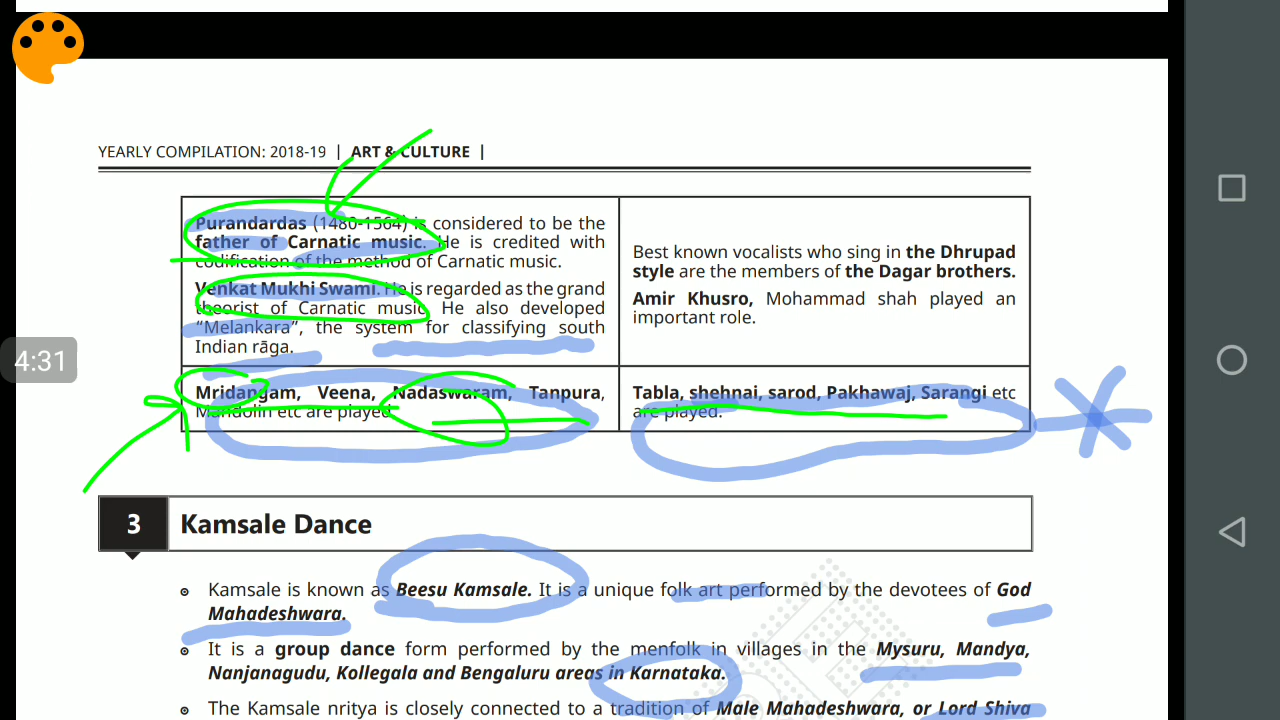 YEARLY COMPILATION: 2018-19 | ART & CULTURE |
Purandardas (1480-1564) is considered to be the
father of Carnatic music. He is credited with
codification of the method of Carnatic music.
Venkat Mukhi Swami. He is regarded as the grand
theorist of Carnatic music. He also developed
“Melankara”, the system for classifying south
Indian rāga.
Best known vocalists who sing in the Dhrupad
style are the members of the Dagar brothers.
Amir Khusro, Mohammad shah played an
important role.
4:31
Mridangam, Veena, Nadaswaram, Tanpura,
Mandolin etc are played.
Tabla, shehnai, sarod, Pakhawaj, Sarangi etc
are played.
3 Kamsale Dance
Kamsale is known as Beesu Kamsale. It is a unique folk art performed by the devotees of God
Mahadeshwara.
It is a group dance form performed by the menfolk in villages in the Mysuru, Mandya,
Nanjanagudu, Kollegala and Bengaluru areas in Karnataka.
The Kamsale nritya is closely connected to a tradition of Male Mahadeshwara, or Lord Shiva